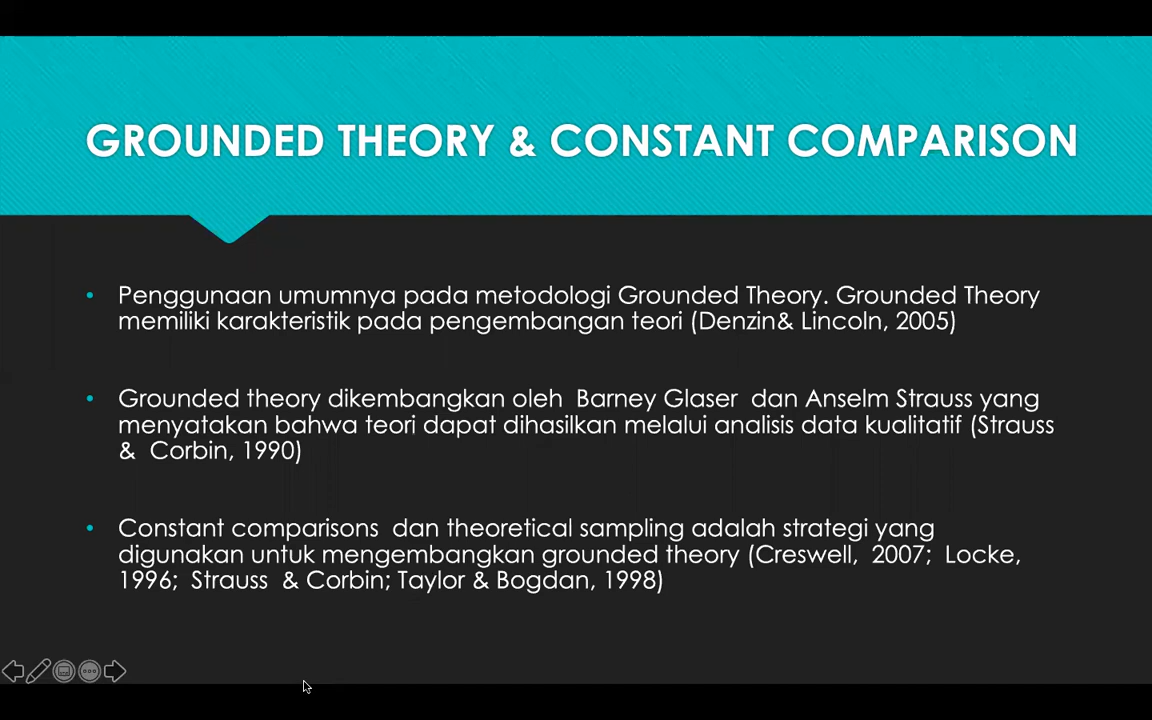 GROUNDED THEORY & CONSTANT COMPARISON
• Penggunaan umumnya pada metodologi Grounded Theory. Grounded Theory
memiliki karakteristik pada pengembangan teori (Denzin& Lincoln, 2005)
• Grounded theory dikembangkan oleh  Barney Glaser  dan Anselm Strauss yang
menyatakan bahwa teori dapat dihasilkan melalui analisis data kualitatif (Strauss
&  Corbin, 1990)
• Constant comparisons  dan theoretical sampling adalah strategi yang
digunakan untuk mengembangkan grounded theory (Creswell,  2007;  Locke,
1996;  Strauss  & Corbin; Taylor & Bogdan, 1998)